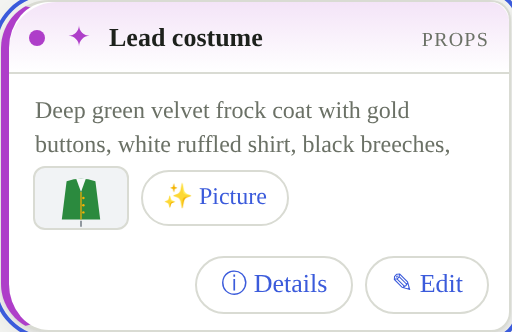 Lead costume
PROPS
Deep green velvet frock coat with gold
buttons, white ruffled shirt, black breeches,
✨ Picture
ⓘ Details
✎ Edit